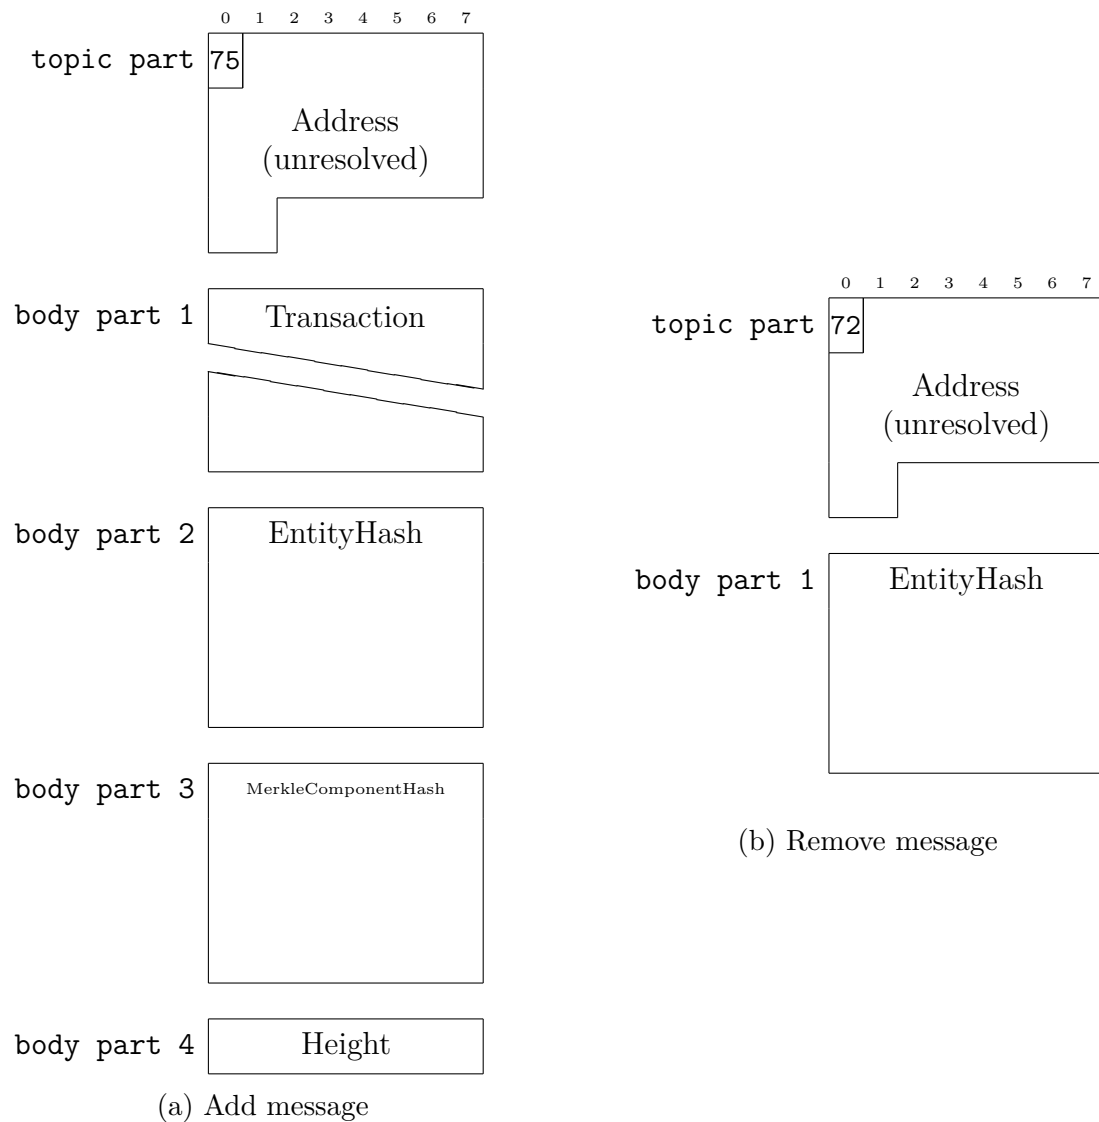 0 1 2 3 4 5 6 7
topic part 75
Address
(unresolved)
body part 1 Transaction
body part 2 EntityHash
body part 3 MerkleComponentHash
body part 4 Height
(a) Add message
0 1 2 3 4 5 6 7
topic part 72
Address
(unresolved)
body part 1 EntityHash
(b) Remove message